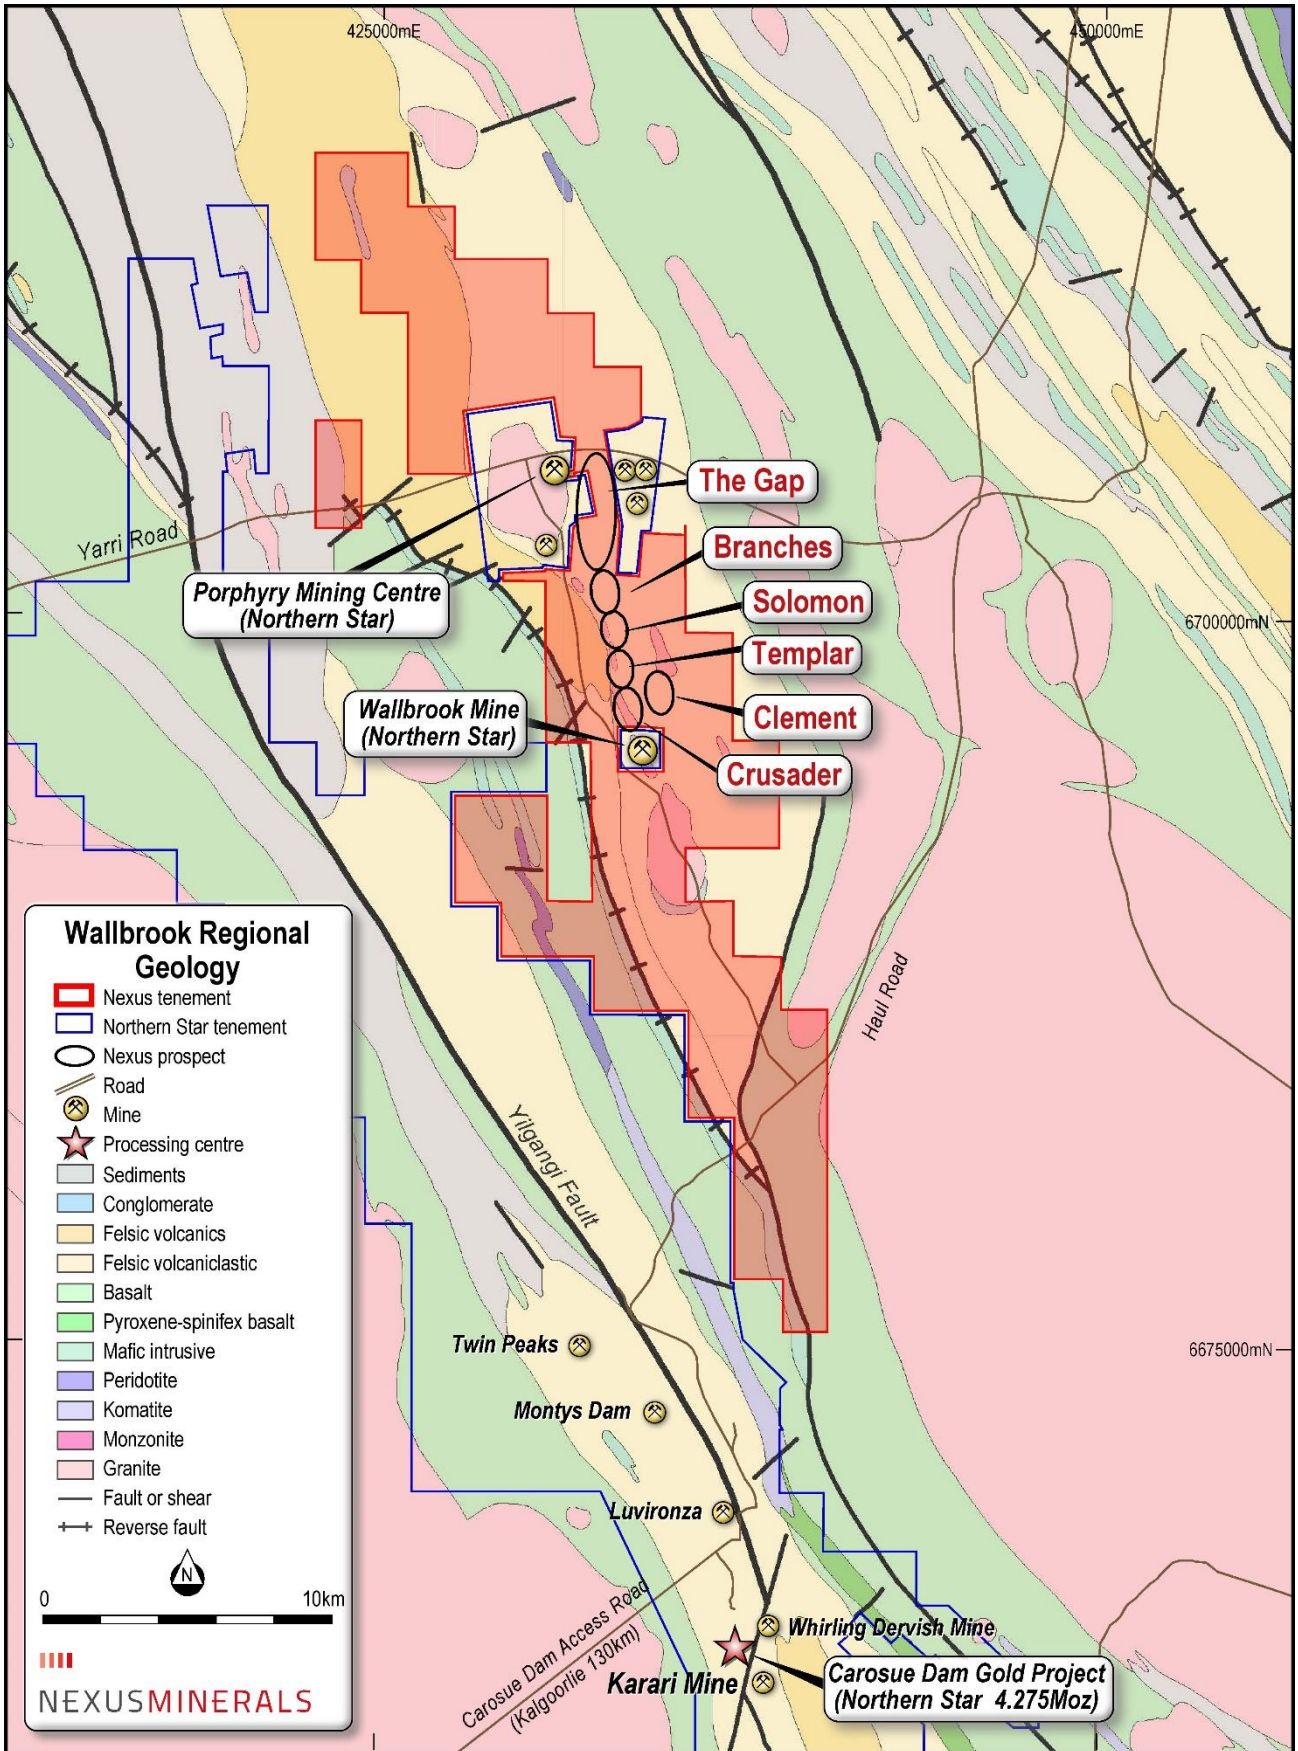 425000mE
450000mE
The Gap
Yarri Road
Branches
Porphyry Mining Centre
(Northern Star)
Solomon
6700000mN
Templar
Wallbrook Mine
(Northern Star)
Clement
Crusader
Wallbrook Regional
Geology
Nexus tenement
Northern Star tenement
Nexus prospect
Road
Mine
Processing centre
Sediments
Conglomerate
Felsic volcanics
Felsic volcaniclastic
Basalt
Pyroxene-spinifex basalt
Mafic intrusive
Peridotite
Komatite
Monzonite
Granite
Fault or shear
Reverse fault
N
0 10km
NEXUSMINERALS
Haul Road
Yilgangi Fault
Twin Peaks
6675000mN
Montys Dam
Luvironza
Carosue Dam Access Road
(Kalgoorlie 130km)
Whirling Dervish Mine
Karari Mine
Carosue Dam Gold Project
(Northern Star 4.275Moz)